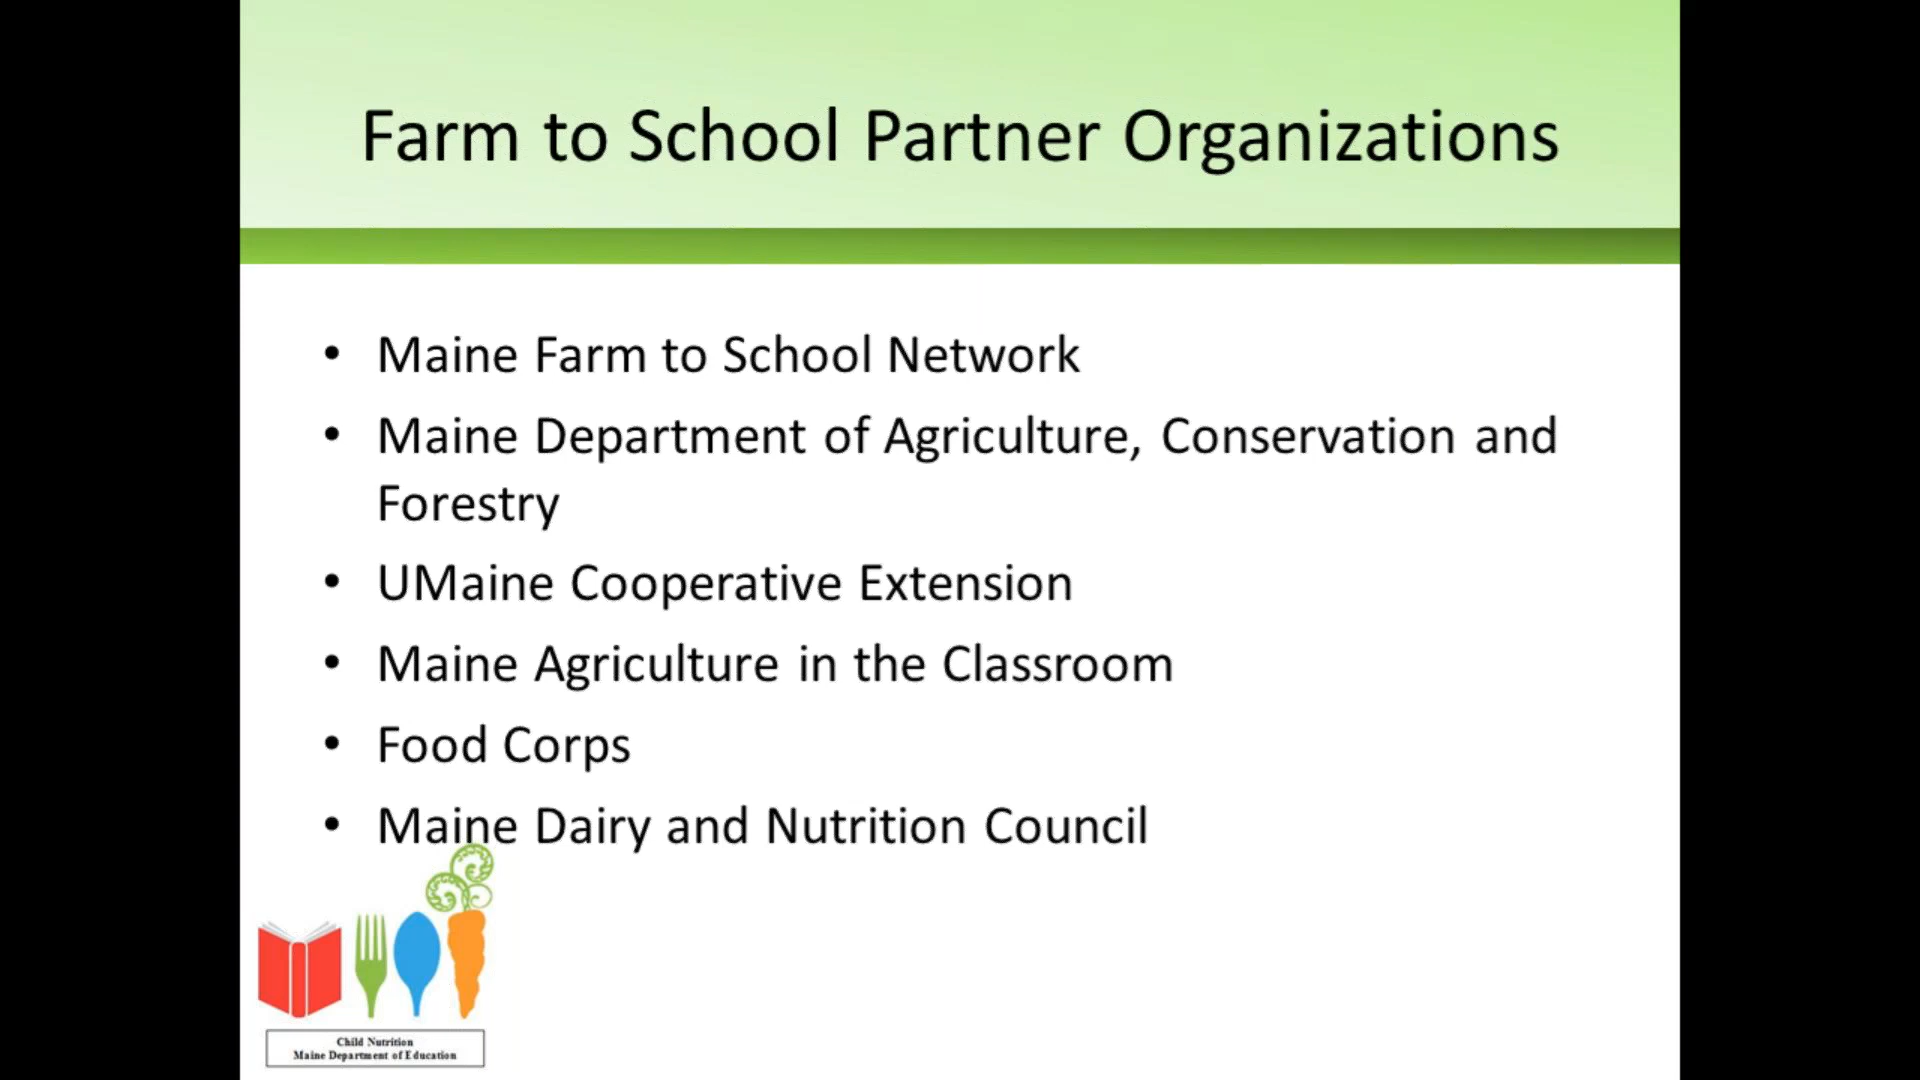 Farm to School Partner Organizations
• Maine Farm to School Network
• Maine Department of Agriculture, Conservation and
Forestry
• UMaine Cooperative Extension
• Maine Agriculture in the Classroom
• Food Corps
• Maine Dairy and Nutrition Council
Child Nutrition
Maine Department of Education